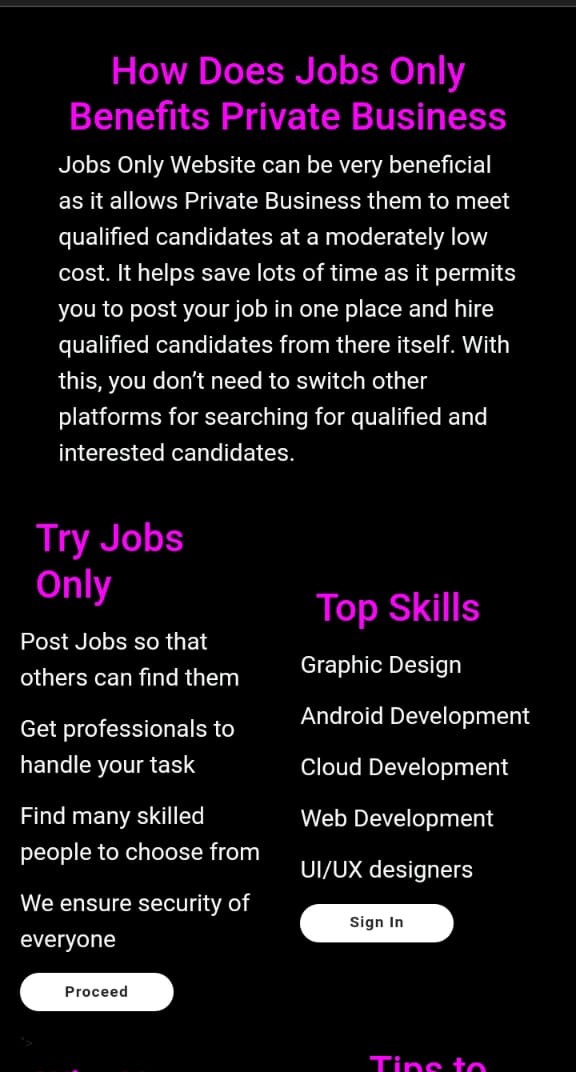 How Does Jobs Only
Benefits Private Business
Jobs Only Website can be very beneficial
as it allows Private Business them to meet
qualified candidates at a moderately low
cost. It helps save lots of time as it permits
you to post your job in one place and hire
qualified candidates from there itself. With
this, you don’t need to switch other
platforms for searching for qualified and
interested candidates.
Try Jobs
Only
Post Jobs so that
others can find them
Get professionals to
handle your task
Find many skilled
people to choose from
We ensure security of
everyone
Proceed
Top Skills
Graphic Design
Android Development
Cloud Development
Web Development
UI/UX designers
Sign In
">
Tips to